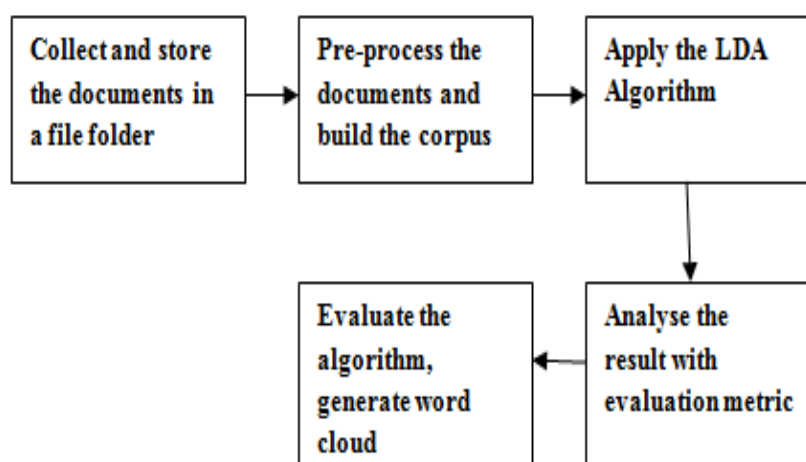 Collect and store
the documents in
a file folder
Pre-process the
documents and
build the corpus
Apply the LDA
Algorithm
Analyse the
result with
evaluation metric
Evaluate the
algorithm,
generate word
cloud